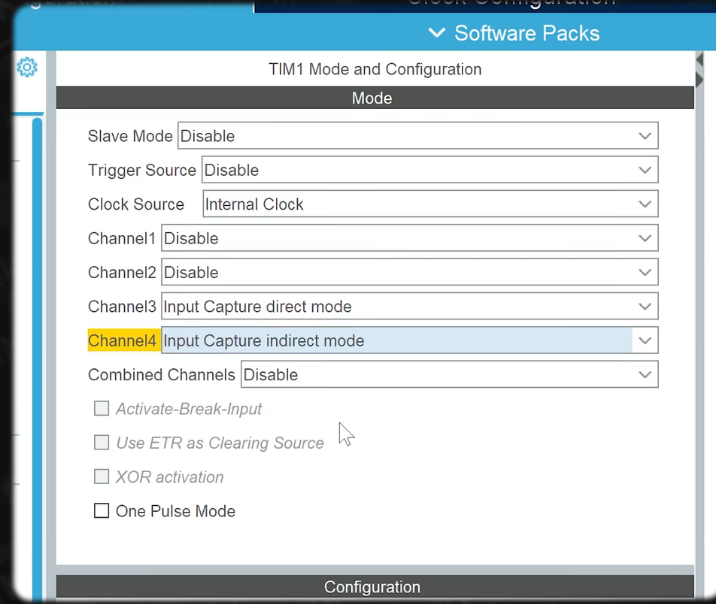 Clock Configuration
Software Packs
TIM1 Mode and Configuration
Mode
Slave Mode Disable
Trigger Source Disable
Clock Source Internal Clock
Channel1 Disable
Channel2 Disable
Channel3 Input Capture direct mode
Channel4 Input Capture indirect mode
Combined Channels Disable
Activate-Break-Input
Use ETR as Clearing Source
XOR activation
One Pulse Mode
Configuration